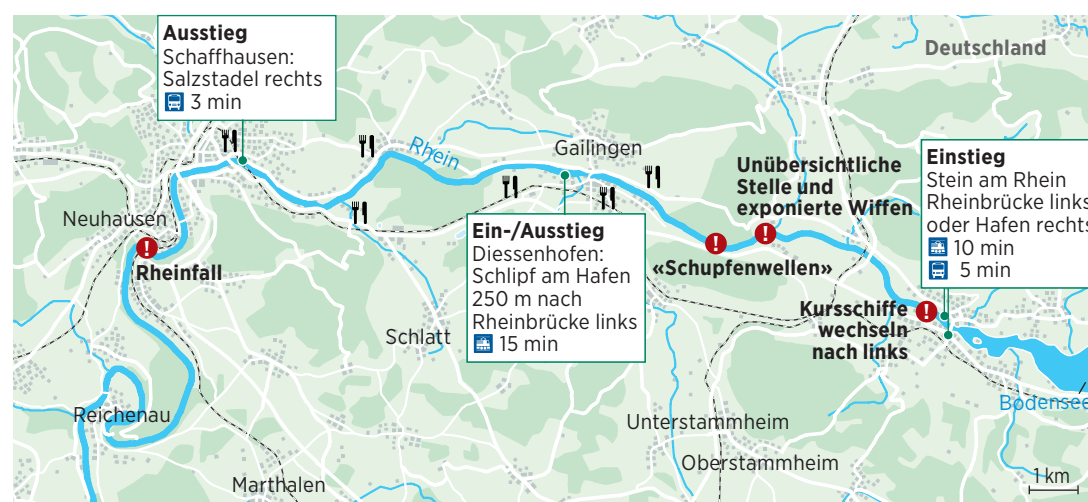 Ausstieg
Schaffhausen:
Salzstadel rechts
3 min
Deutschland
Rhein
Gailingen
Unübersichtliche
Stelle und
exponierte Wiffen
Einstieg
Stein am Rhein
Rheinbrücke links
oder Hafen rechts
10 min
5 min
Neuhausen
Rheinfall
Ein-/Ausstieg
Diessenhofen:
Schlipf am Hafen
250 m nach
Rheinbrücke links
15 min
«Schupfenwellen»
Kursschiffe
wechseln
nach links
Schlatt
Bodensee
Reichenau
Unterstammheim
Oberstammheim
Marthalen
1 km